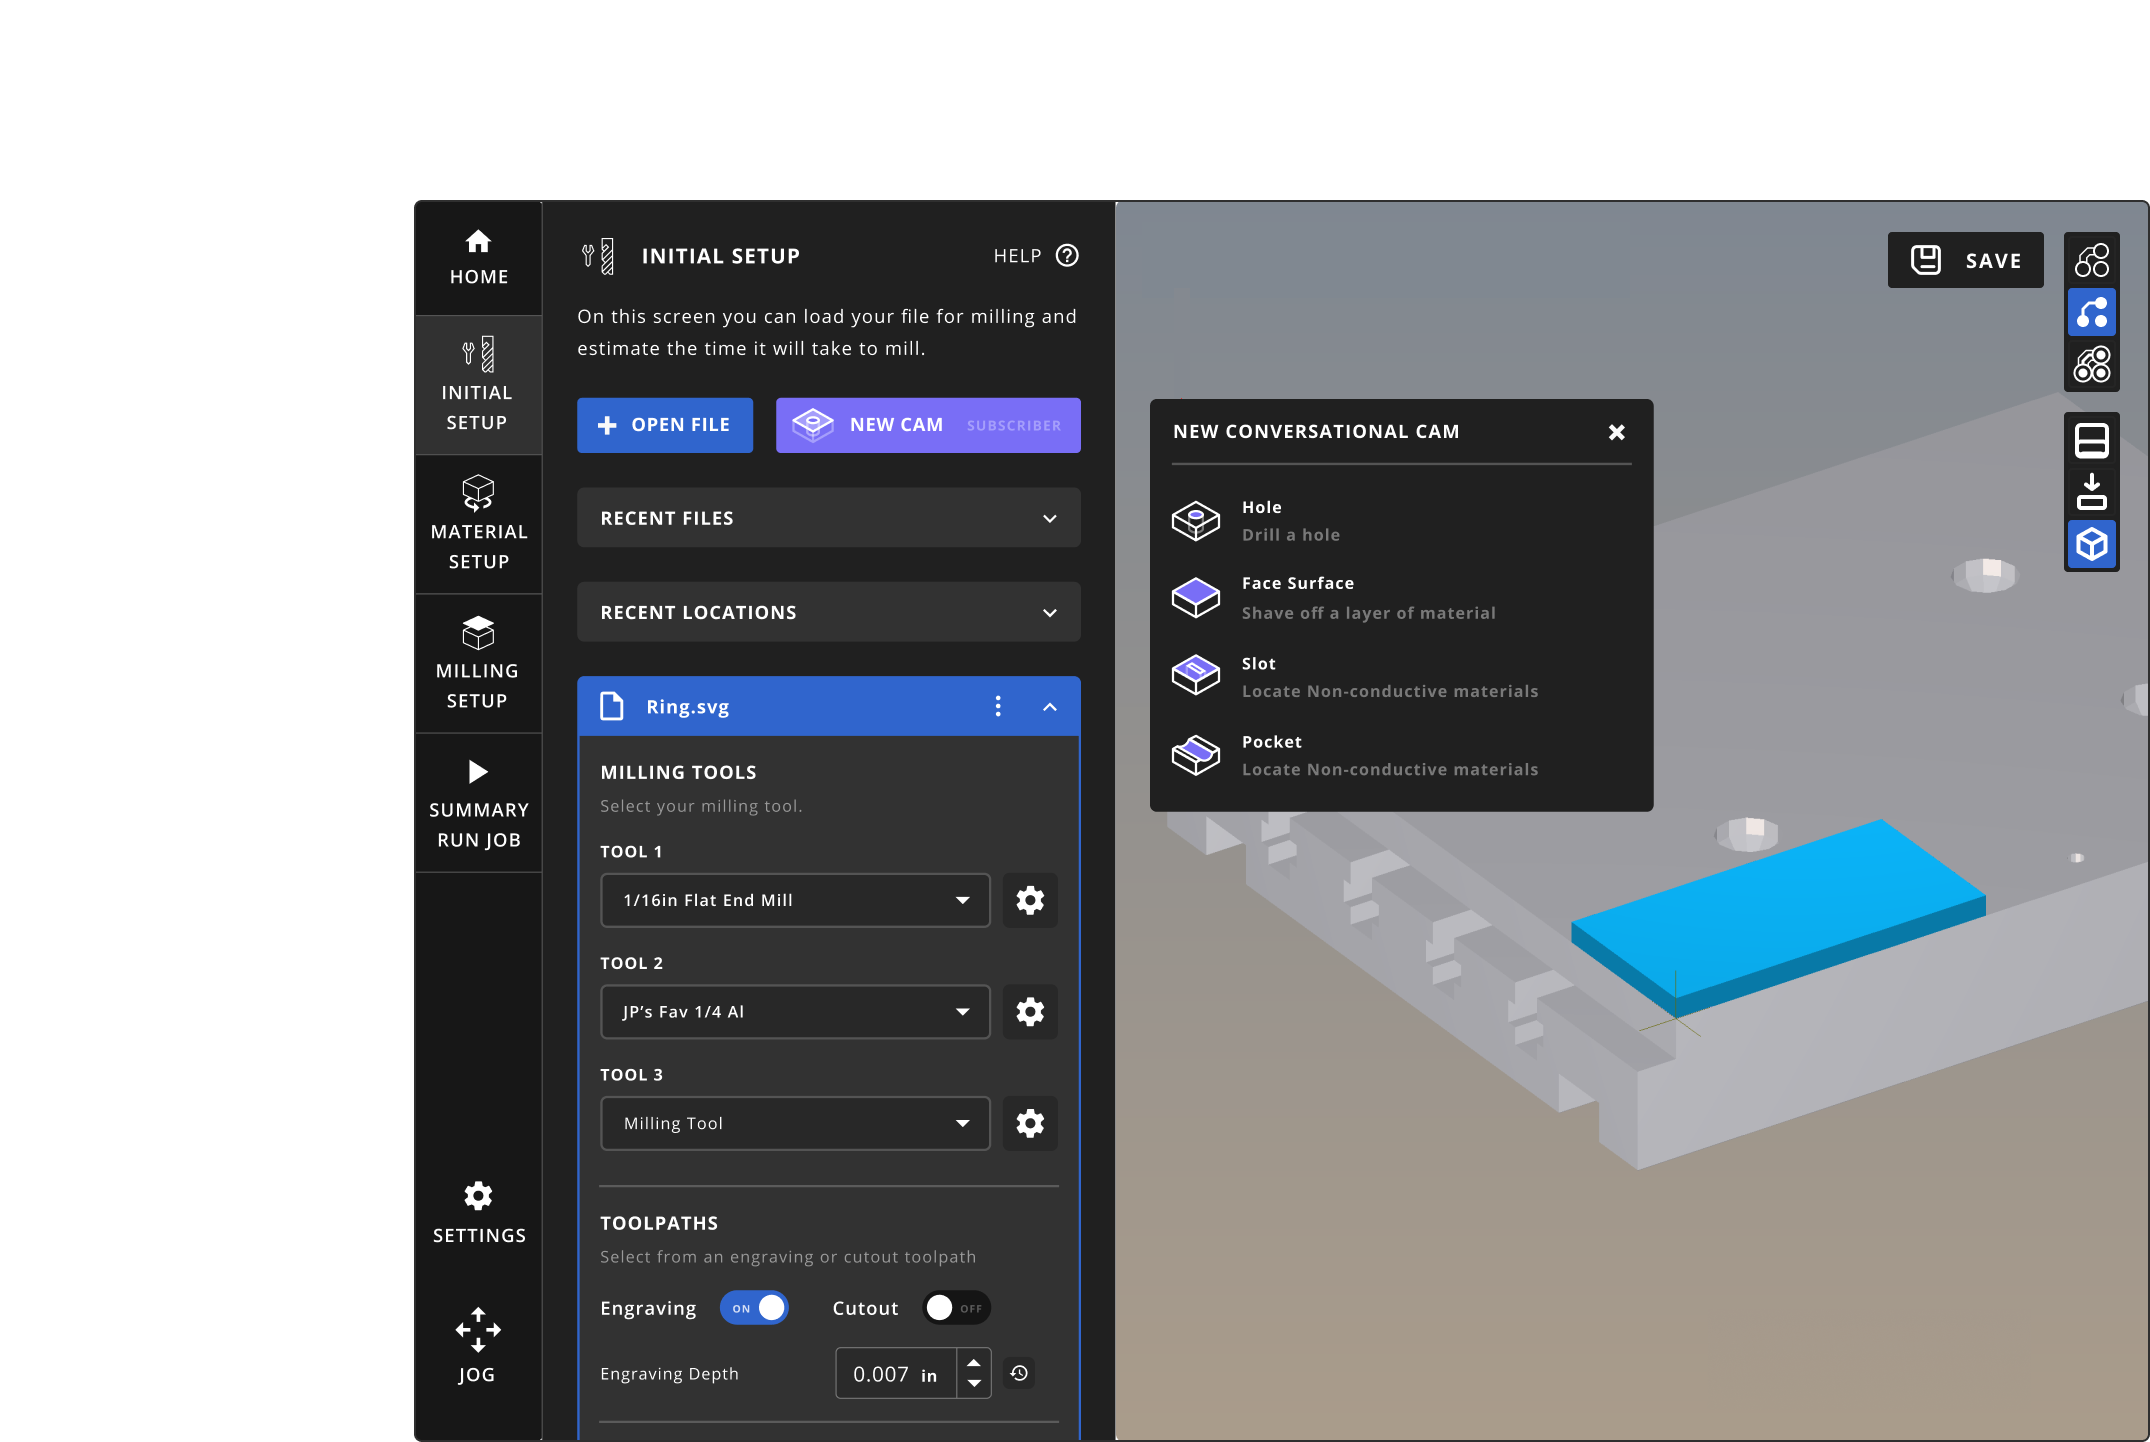 HOME
INITIAL
SETUP
MATERIAL
SETUP
MILLING
SETUP
SUMMARY
RUN JOB
SETTINGS
JOG
INITIAL SETUP
HELP
On this screen you can load your file for milling and
estimate the time it will take to mill.
OPEN FILE
NEW CAM
SUBSCRIBER
RECENT FILES
RECENT LOCATIONS
Ring.svg
MILLING TOOLS
Select your milling tool.
TOOL 1
1/16in Flat End Mill
TOOL 2
JP’s Fav 1/4 Al
TOOL 3
Milling Tool
TOOLPATHS
Select from an engraving or cutout toolpath
Engraving ON Cutout OFF
Engraving Depth 0.007 in
NEW CONVERSATIONAL CAM
Hole
Drill a hole
Face Surface
Shave off a layer of material
Slot
Locate Non-conductive materials
Pocket
Locate Non-conductive materials
SAVE